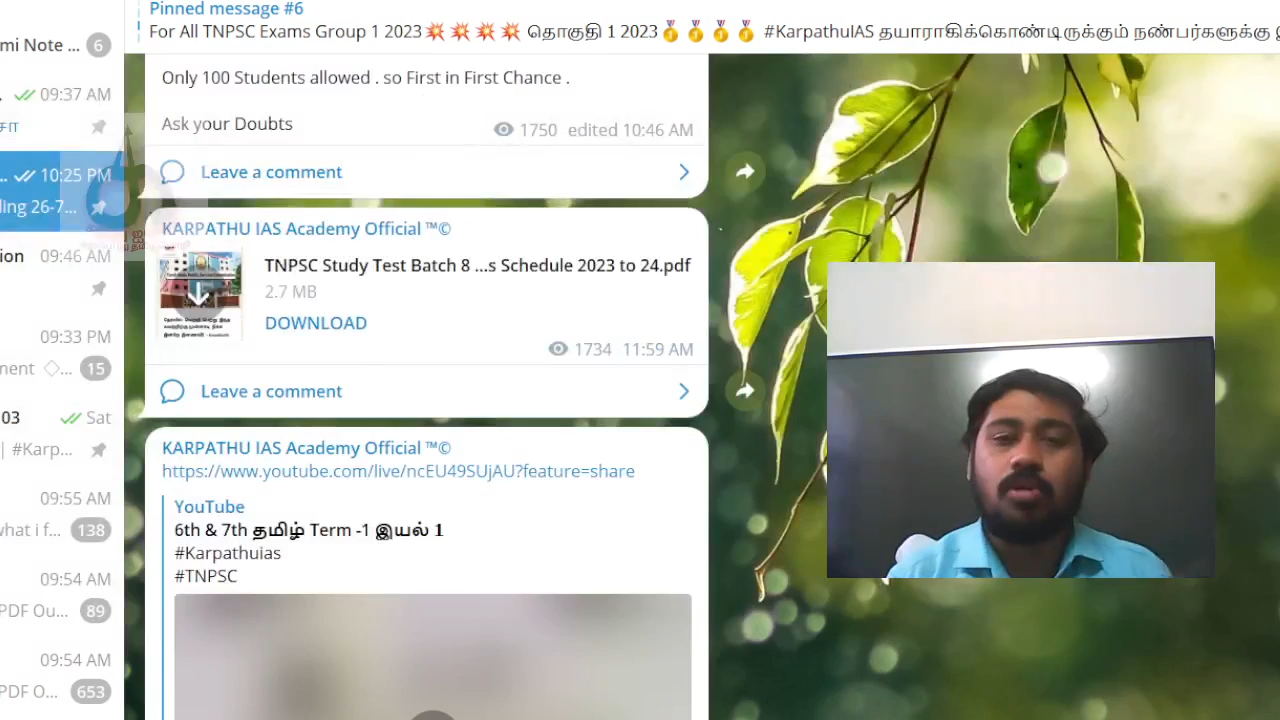 Pinned message #6
For All TNPSC Exams Group 1 2023💥💥💥💥 தொகுதி 1 2023🏅🏅🏅🏅 #KarpathuIAS தயாராகிக்கொண்டிருக்கும் நண்பர்களுக்கு
mi Note ... 6
09:37 AM
சா
10:25 PM
ling 26-7...
ion 09:46 AM
09:33 PM
ment ◇... 15
03 Sat
| #Karp...
09:55 AM
what i f... 138
09:54 AM
PDF Ou... 89
09:54 AM
PDF O... 653
Only 100 Students allowed . so First in First Chance .
Ask your Doubts
1750 edited 10:46 AM
Leave a comment
KARPATHU IAS Academy Official ™©
TNPSC Study Test Batch 8 ...s Schedule 2023 to 24.pdf
2.7 MB
DOWNLOAD
1734 11:59 AM
Leave a comment
KARPATHU IAS Academy Official ™©
https://www.youtube.com/live/ncEU49SUjAU?feature=share
YouTube
6th & 7th தமிழ் Term -1 இயல் 1
#Karpathuias
#TNPSC